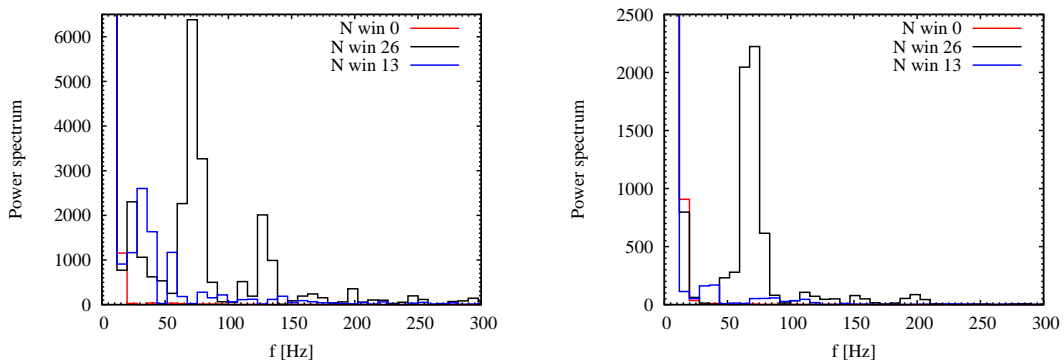 Power spectrum
6000
5000
4000
3000
2000
1000
0
0 50 100 150 200 250 300
f [Hz]
N win 0
N win 26
N win 13
Power spectrum
2500
2000
1500
1000
500
0
0 50 100 150 200 250 300
f [Hz]
N win 0
N win 26
N win 13